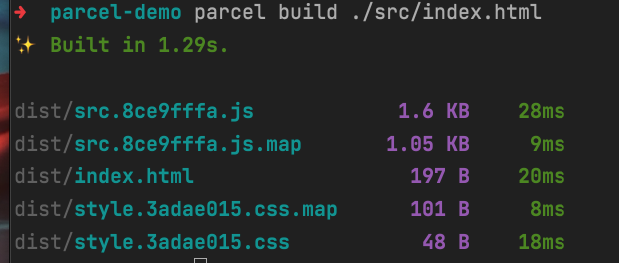 ➜ parcel-demo parcel build ./src/index.html
✨ Built in 1.29s.
dist/src.8ce9fffa.js 1.6 KB 28ms
dist/src.8ce9fffa.js.map 1.05 KB 9ms
dist/index.html 197 B 20ms
dist/style.3adae015.css.map 101 B 8ms
dist/style.3adae015.css 48 B 18ms